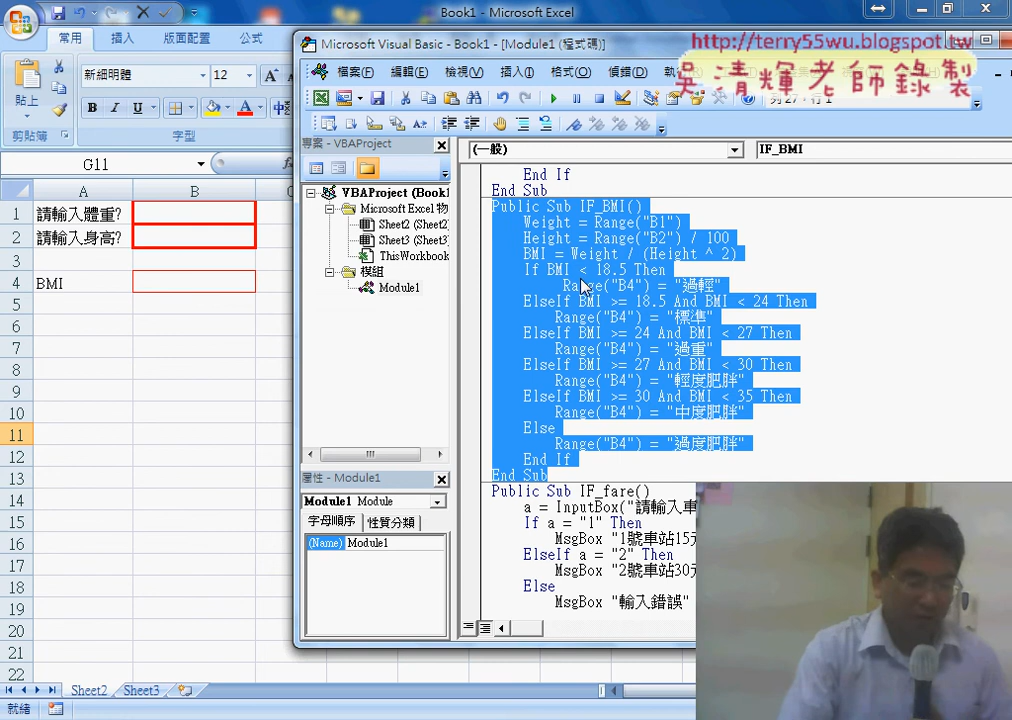 Book1 - Microsoft Excel
常用 插入 版面配置 公式
貼上
新細明體 12
B I U
剪貼簿 字型
G11
A B
1 請輸入體重?
2 請輸入身高?
3
4 BMI
5
6
7
8
9
10
11
12
13
14
15
16
17
18
19
20
21
22
Sheet2 Sheet3
就緒
Microsoft Visual Basic - Book1 - [Module1 (程式碼)]
http://terry55wu.blogspot.tw
吳清輝老師錄製
檔案(F) 編輯(E) 檢視(V) 插入(I) 格式(O) 偵錯(D)
列 27, 行 1
專案 - VBAProject
VBAProject (Book1
Microsoft Excel 物
Sheet2 (Sheet2)
Sheet3 (Sheet3)
ThisWorkbook
模組
Module1
屬性 - Module1
Module1 Module
字母順序 性質分類
(Name) Module1
(一般) IF_BMI
End If
End Sub
Public Sub IF_BMI()
Weight = Range("B1")
Height = Range("B2") / 100
BMI = Weight / (Height ^ 2)
If BMI < 18.5 Then
Range("B4") = "過輕"
ElseIf BMI >= 18.5 And BMI < 24 Then
Range("B4") = "標準"
ElseIf BMI >= 24 And BMI < 27 Then
Range("B4") = "過重"
ElseIf BMI >= 27 And BMI < 30 Then
Range("B4") = "輕度肥胖"
ElseIf BMI >= 30 And BMI < 35 Then
Range("B4") = "中度肥胖"
Else
Range("B4") = "過度肥胖"
End If
End Sub
Public Sub IF_fare()
a = InputBox("請輸入車
If a = "1" Then
MsgBox "1號車站15元
ElseIf a = "2" Then
MsgBox "2號車站30元
Else
MsgBox "輸入錯誤"